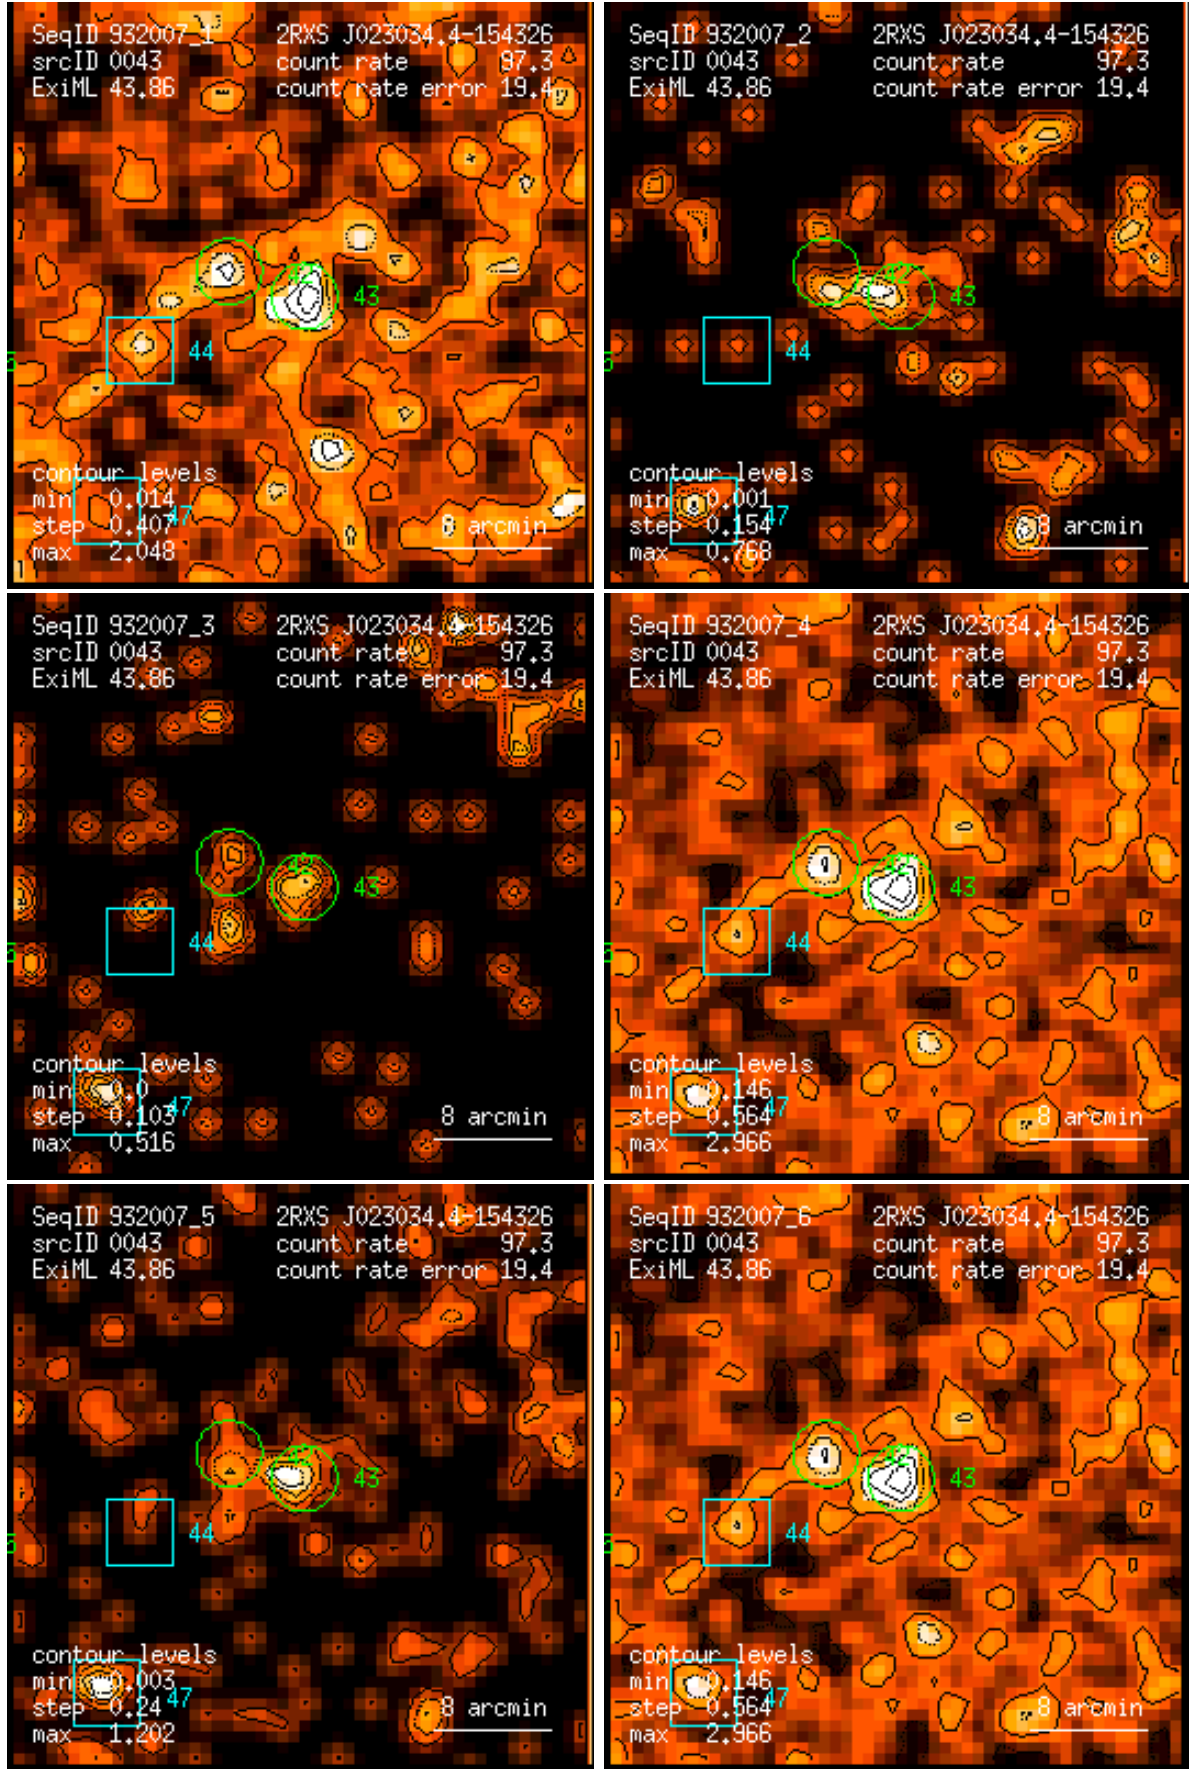 SeqID 932007_1 2RXS J023034.4-154326
srcID 0043 count rate 97.3
ExiML 43.86 count rate error 19.4
42
43
44
contour levels
min 0.014
step 0.407 47
max 2.048
8 arcmin
SeqID 932007_2 2RXS J023034.4-154326
srcID 0043 count rate 97.3
ExiML 43.86 count rate error 19.4
42
43
44
contour levels
min 0.001
step 0.154 47
max 0.768
8 arcmin
SeqID 932007_3 2RXS J023034.4-154326
srcID 0043 count rate 97.3
ExiML 43.86 count rate error 19.4
42
43
44
contour levels
min 0.0
step 0.103 47
max 0.516
8 arcmin
SeqID 932007_4 2RXS J023034.4-154326
srcID 0043 count rate 97.3
ExiML 43.86 count rate error 19.4
42
43
44
contour levels
min 0.146
step 0.564 47
max 2.966
8 arcmin
SeqID 932007_5 2RXS J023034.4-154326
srcID 0043 count rate 97.3
ExiML 43.86 count rate error 19.4
42
43
44
contour levels
min 0.003
step 0.24 47
max 1.202
8 arcmin
SeqID 932007_6 2RXS J023034.4-154326
srcID 0043 count rate 97.3
ExiML 43.86 count rate error 19.4
42
43
44
contour levels
min 0.146
step 0.564 47
max 2.966
8 arcmin